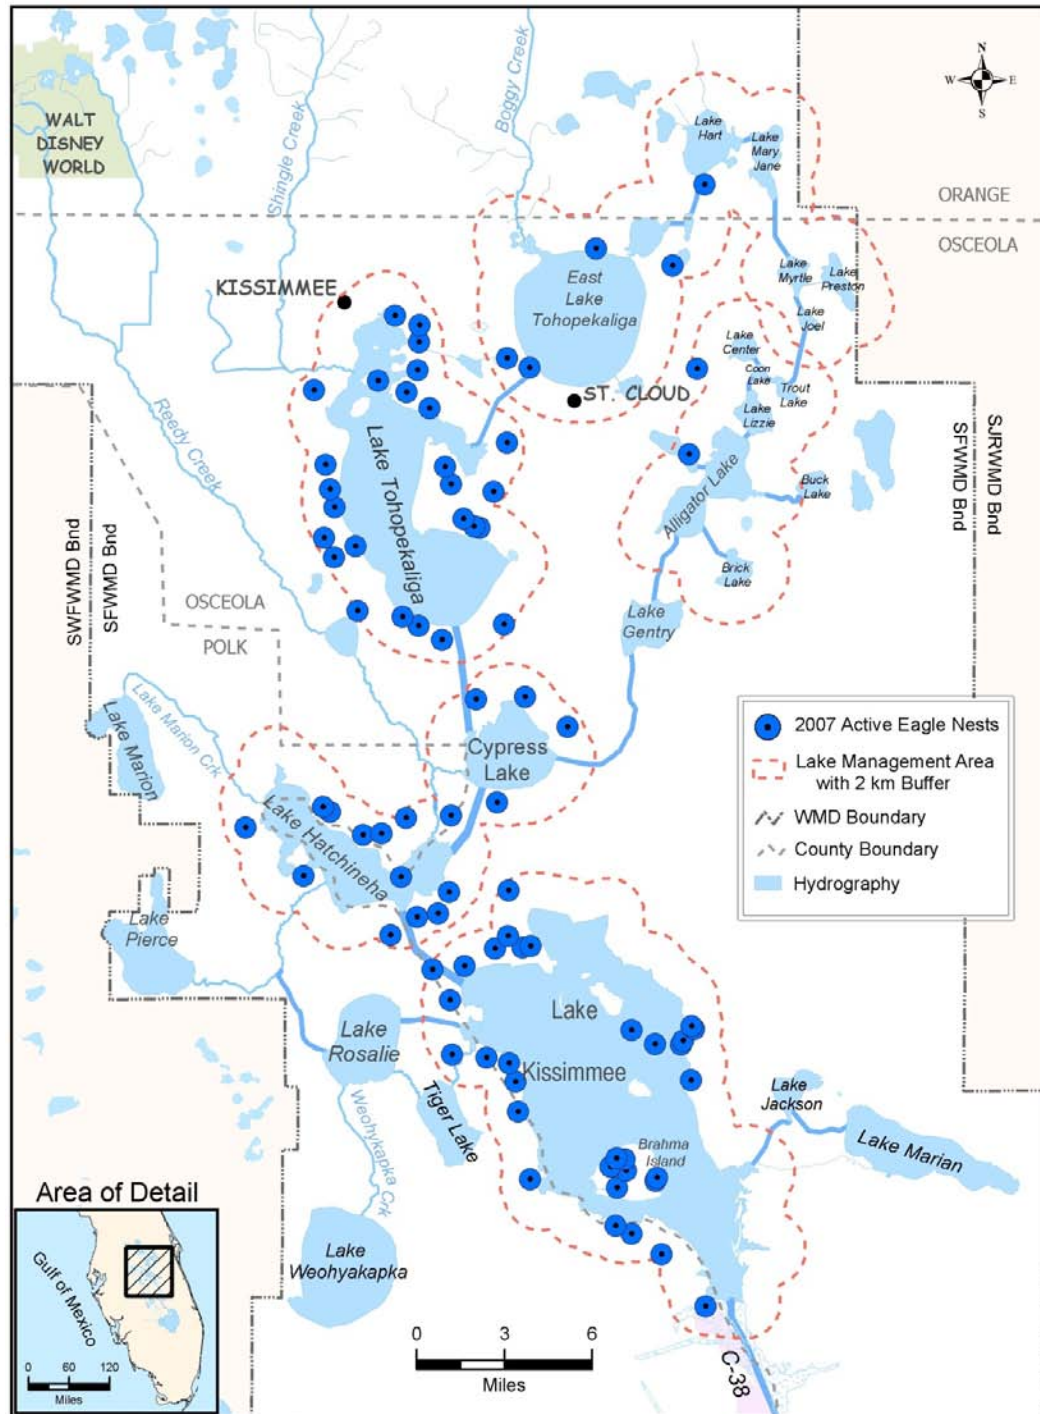 N
W
E
S
WALT
DISNEY
WORLD
Shingle Creek
Boggy Creek
Lake
Hart
Lake
Mary
Jane
ORANGE
OSCEOLA
KISSIMMEE
East
Lake
Tohopekaliga
Lake
Myrtle
Lake
Preston
Lake
Joel
Lake
Center
Coon
Lake
Trout
Lake
Lake
Lizzie
ST. CLOUD
Reedy Creek
Lake Tohopekaliga
Alligator Lake
Buck
Lake
Brick
Lake
Lake
Gentry
SFWMD Bnd
SJRWMD Bnd
SWFWMD Bnd
SFWMD Bnd
OSCEOLA
POLK
Lake Marion Crk
Lake Marion
Cypress
Lake
Lake Hatchineha
Lake
Pierce
2007 Active Eagle Nests
Lake Management Area
with 2 km Buffer
WMD Boundary
County Boundary
Hydrography
Lake
Rosalie
Lake
Kissimmee
Tiger Lake
Weohykapka
Crk
Brahma
Island
Lake
Jackson
Lake Marian
Lake
Weohyakapka
C-38
Area of Detail
Gulf of Mexico
0 60 120
Miles
0 3 6
Miles